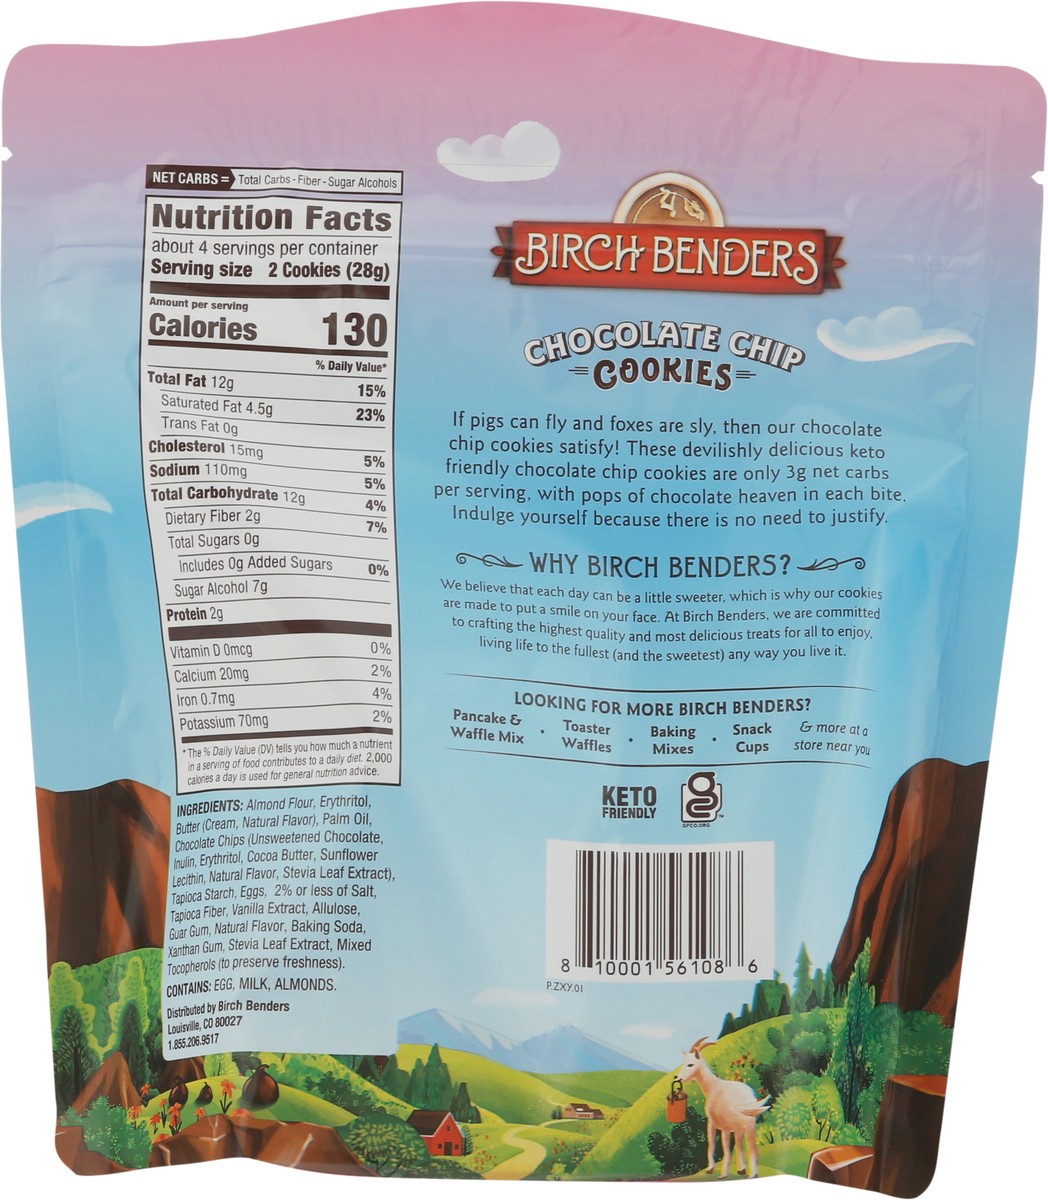 NET CARBS = Total Carbs - Fiber - Sugar Alcohols
Nutrition Facts
about 4 servings per container
Serving size 2 Cookies (28g)
Amount per serving
Calories 130
% Daily Value*
Total Fat 12g 15%
Saturated Fat 4.5g 23%
Trans Fat 0g
Cholesterol 15mg 5%
Sodium 110mg 5%
Total Carbohydrate 12g 4%
Dietary Fiber 2g 7%
Total Sugars 0g
Includes 0g Added Sugars 0%
Sugar Alcohol 7g
Protein 2g
Vitamin D 0mcg 0%
Calcium 20mg 2%
Iron 0.7mg 4%
Potassium 70mg 2%
*The % Daily Value (DV) tells you how much a nutrient
in a serving of food contributes to a daily diet. 2,000
calories a day is used for general nutrition advice.
INGREDIENTS: Almond Flour, Erythritol,
Butter (Cream, Natural Flavor), Palm Oil,
Chocolate Chips (Unsweetened Chocolate,
Inulin, Erythritol, Cocoa Butter, Sunflower
Lecithin, Natural Flavor, Stevia Leaf Extract),
Tapioca Starch, Eggs, 2% or less of Salt,
Tapioca Fiber, Vanilla Extract, Allulose,
Guar Gum, Natural Flavor, Baking Soda,
Xanthan Gum, Stevia Leaf Extract, Mixed
Tocopherols (to preserve freshness).
CONTAINS: EGG, MILK, ALMONDS.
Distributed by Birch Benders
Louisville, CO 80027
1.855.206.9517
BIRCH BENDERS
CHOCOLATE CHIP
COOKIES
If pigs can fly and foxes are sly, then our chocolate
chip cookies satisfy! These devilishly delicious keto
friendly chocolate chip cookies are only 3g net carbs
per serving, with pops of chocolate heaven in each bite.
Indulge yourself because there is no need to justify.
WHY BIRCH BENDERS?
We believe that each day can be a little sweeter, which is why our cookies
are made to put a smile on your face. At Birch Benders, we are committed
to crafting the highest quality and most delicious treats for all to enjoy,
living life to the fullest (and the sweetest) any way you live it.
LOOKING FOR MORE BIRCH BENDERS?
Pancake & Waffle Mix · Toaster Waffles · Baking Mixes · Snack Cups & more at a store near you
KETO
FRIENDLY
GFCO.ORG
TM
8 10001 56108 6
P.ZXY.01